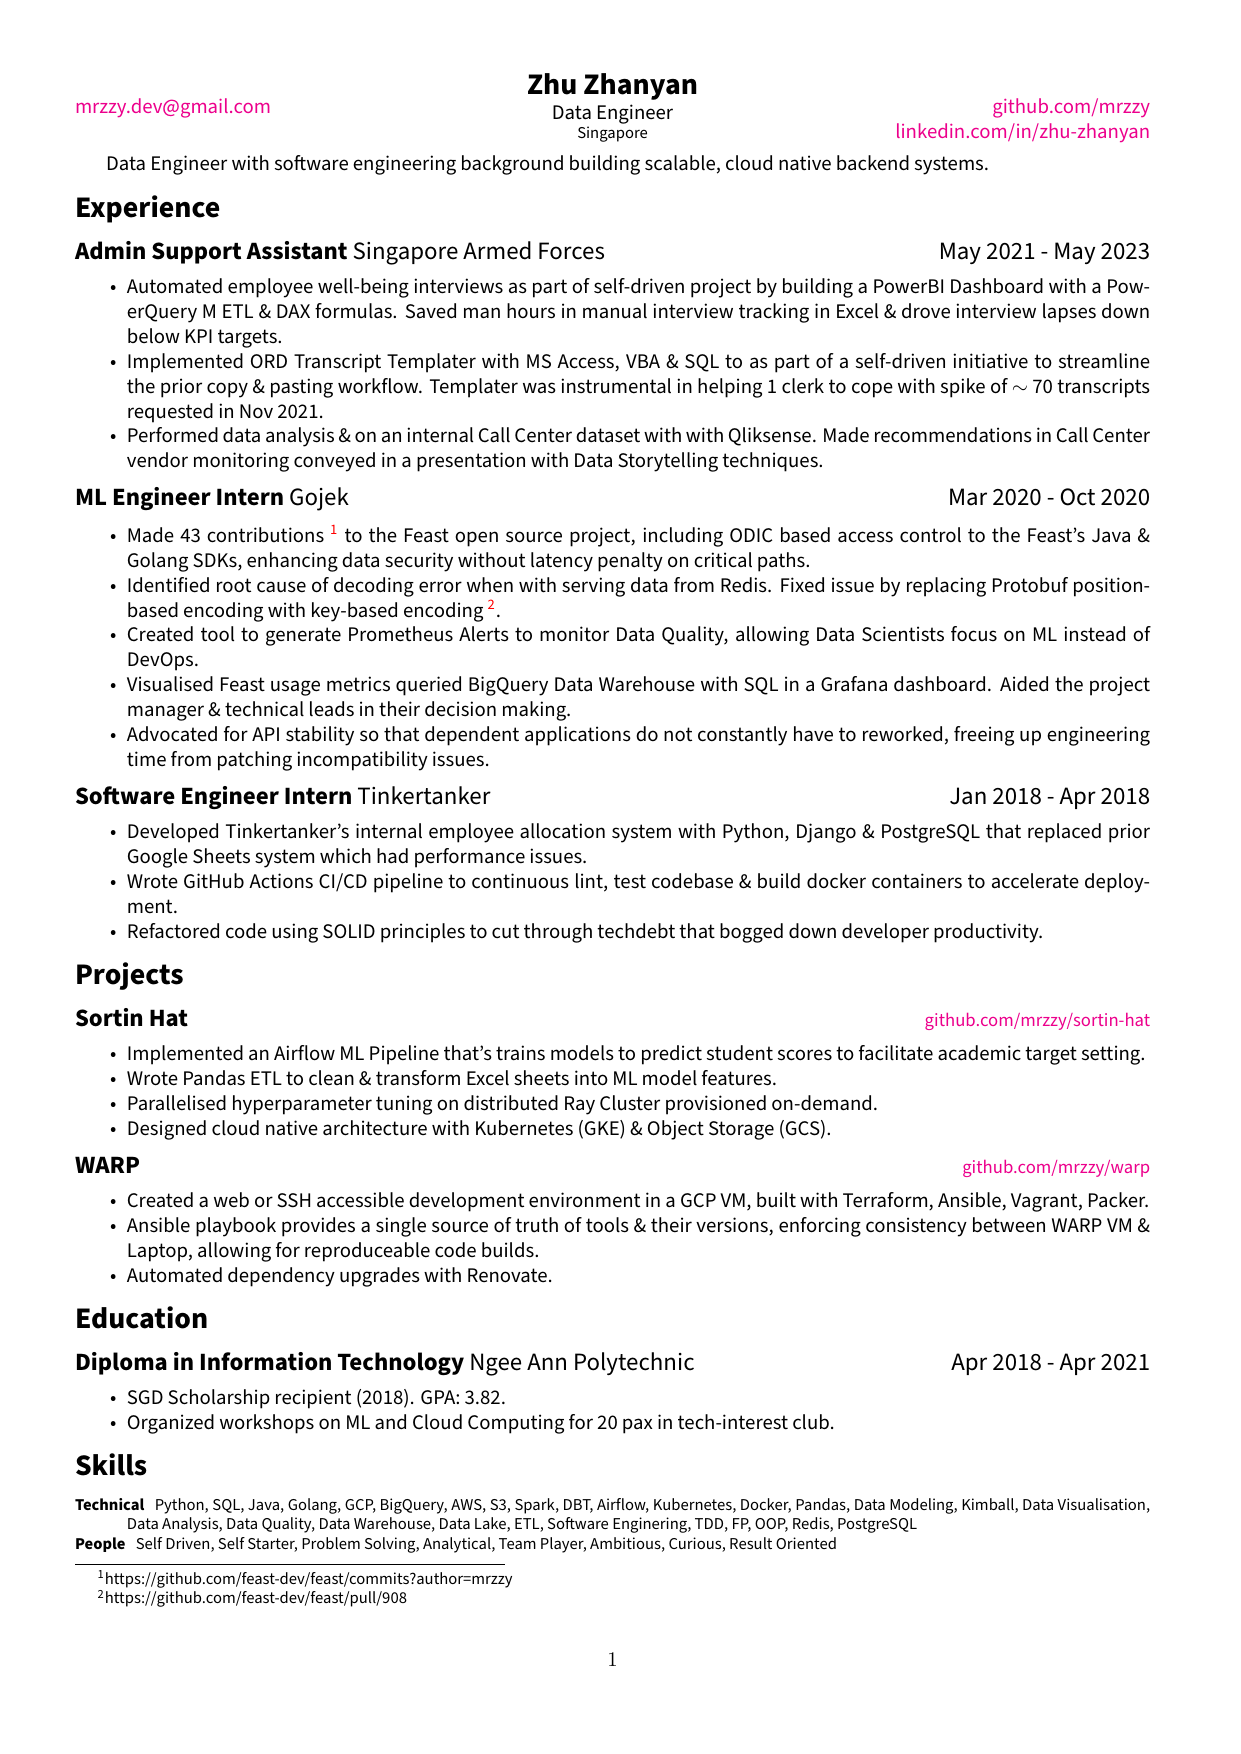 Zhu Zhanyan
mrzzy.dev@gmail.com
Data Engineer
github.com/mrzzy
Singapore
linkedin.com/in/zhu-zhanyan
Data Engineer with software engineering background building scalable, cloud native backend systems.
Experience
Admin Support Assistant Singapore Armed Forces May 2021 - May 2023
• Automated employee well-being interviews as part of self-driven project by building a PowerBI Dashboard with a Pow-
erQuery M ETL & DAX formulas. Saved man hours in manual interview tracking in Excel & drove interview lapses down
below KPI targets.
• Implemented ORD Transcript Templater with MS Access, VBA & SQL to as part of a self-driven initiative to streamline
the prior copy & pasting workflow. Templater was instrumental in helping 1 clerk to cope with spike of ∼ 70 transcripts
requested in Nov 2021.
• Performed data analysis & on an internal Call Center dataset with with Qliksense. Made recommendations in Call Center
vendor monitoring conveyed in a presentation with Data Storytelling techniques.
ML Engineer Intern Gojek Mar 2020 - Oct 2020
• Made 43 contributions 1 to the Feast open source project, including ODIC based access control to the Feast's Java &
Golang SDKs, enhancing data security without latency penalty on critical paths.
• Identified root cause of decoding error when with serving data from Redis. Fixed issue by replacing Protobuf position-
based encoding with key-based encoding 2.
• Created tool to generate Prometheus Alerts to monitor Data Quality, allowing Data Scientists focus on ML instead of
DevOps.
• Visualised Feast usage metrics queried BigQuery Data Warehouse with SQL in a Grafana dashboard. Aided the project
manager & technical leads in their decision making.
• Advocated for API stability so that dependent applications do not constantly have to reworked, freeing up engineering
time from patching incompatibility issues.
Software Engineer Intern Tinkertanker Jan 2018 - Apr 2018
• Developed Tinkertanker's internal employee allocation system with Python, Django & PostgreSQL that replaced prior
Google Sheets system which had performance issues.
• Wrote GitHub Actions CI/CD pipeline to continuous lint, test codebase & build docker containers to accelerate deploy-
ment.
• Refactored code using SOLID principles to cut through techdebt that bogged down developer productivity.
Projects
Sortin Hat github.com/mrzzy/sortin-hat
• Implemented an Airflow ML Pipeline that's trains models to predict student scores to facilitate academic target setting.
• Wrote Pandas ETL to clean & transform Excel sheets into ML model features.
• Parallelised hyperparameter tuning on distributed Ray Cluster provisioned on-demand.
• Designed cloud native architecture with Kubernetes (GKE) & Object Storage (GCS).
WARP github.com/mrzzy/warp
• Created a web or SSH accessible development environment in a GCP VM, built with Terraform, Ansible, Vagrant, Packer.
• Ansible playbook provides a single source of truth of tools & their versions, enforcing consistency between WARP VM &
Laptop, allowing for reproduceable code builds.
• Automated dependency upgrades with Renovate.
Education
Diploma in Information Technology Ngee Ann Polytechnic Apr 2018 - Apr 2021
• SGD Scholarship recipient (2018). GPA: 3.82.
• Organized workshops on ML and Cloud Computing for 20 pax in tech-interest club.
Skills
Technical Python, SQL, Java, Golang, GCP, BigQuery, AWS, S3, Spark, DBT, Airflow, Kubernetes, Docker, Pandas, Data Modeling, Kimball, Data Visualisation,
Data Analysis, Data Quality, Data Warehouse, Data Lake, ETL, Software Enginering, TDD, FP, OOP, Redis, PostgreSQL
People Self Driven, Self Starter, Problem Solving, Analytical, Team Player, Ambitious, Curious, Result Oriented
1https://github.com/feast-dev/feast/commits?author=mrzzy
2https://github.com/feast-dev/feast/pull/908
1